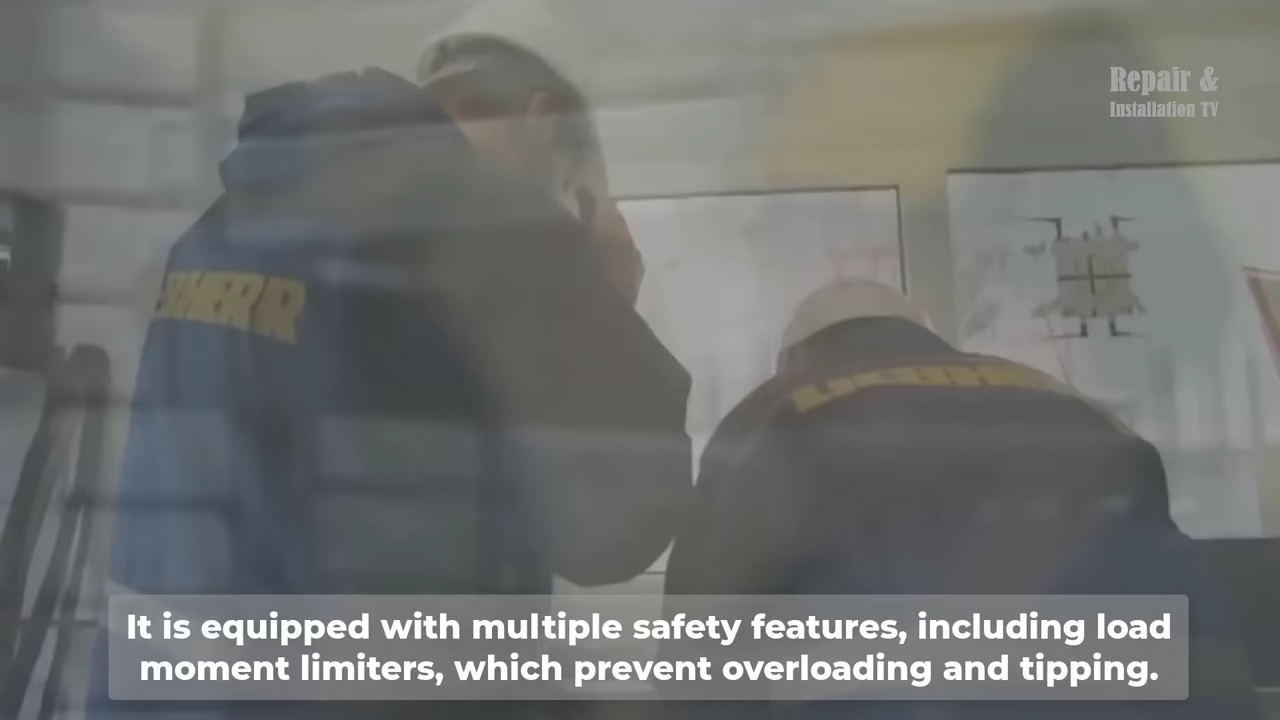 Repair &
Installation TV
It is equipped with multiple safety features, including load
moment limiters, which prevent overloading and tipping.